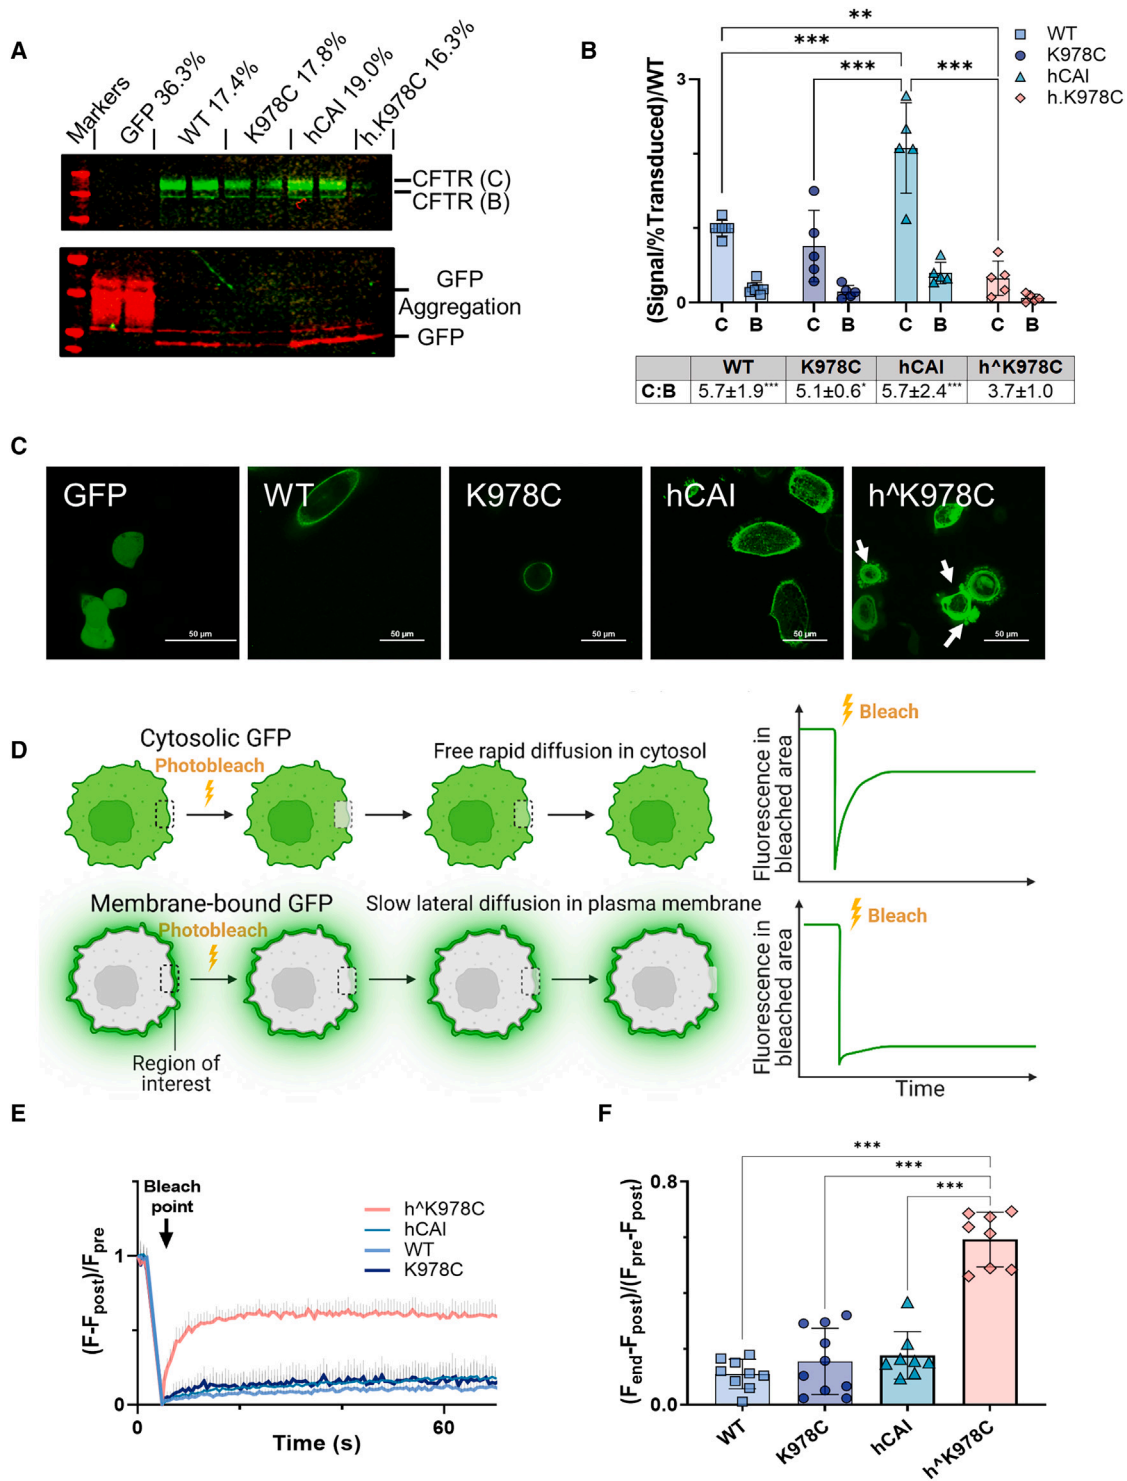 A
Markers
GFP 36.3%
WT 17.4%
K978C 17.8%
hCAI 19.0%
h.K978C 16.3%
CFTR (C)
CFTR (B)
GFP
Aggregation
GFP
B
**
***
***
***
WT
K978C
hCAI
h.K978C
(Signal/%Transduced)/WT
3
0
C B C B C B C B
WT K978C hCAI h^K978C
C:B 5.7±1.9*** 5.1±0.6* 5.7±2.4*** 3.7±1.0
C
GFP
50 µm
WT
50 µm
K978C
50 µm
hCAI
50 µm
h^K978C
50 µm
D
Cytosolic GFP
Photobleach
Free rapid diffusion in cytosol
Bleach
Fluorescence in
bleached area
Membrane-bound GFP
Photobleach
Slow lateral diffusion in plasma membrane
Region of
interest
Bleach
Fluorescence in
bleached area
Time
E
Bleach
point
h^K978C
hCAI
WT
K978C
(F-Fpost)/Fpre
1
0
0 60
Time (s)
F
***
***
***
(Fend-Fpost)/(Fpre-Fpost)
0.8
0.0
WT
K978C
hCAI
h^K978C